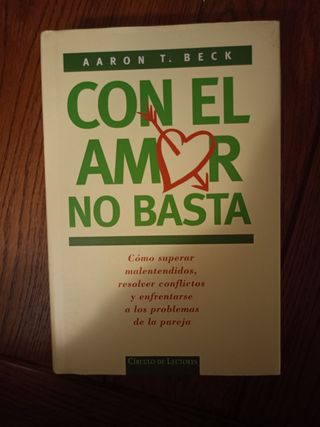 AARON T. BECK
CON EL
AMOR
NO BASTA
Cómo superar
malentendidos,
resolver conflictos
y enfrentarse
a los problemas
de la pareja
CÍRCULO DE LECTORES